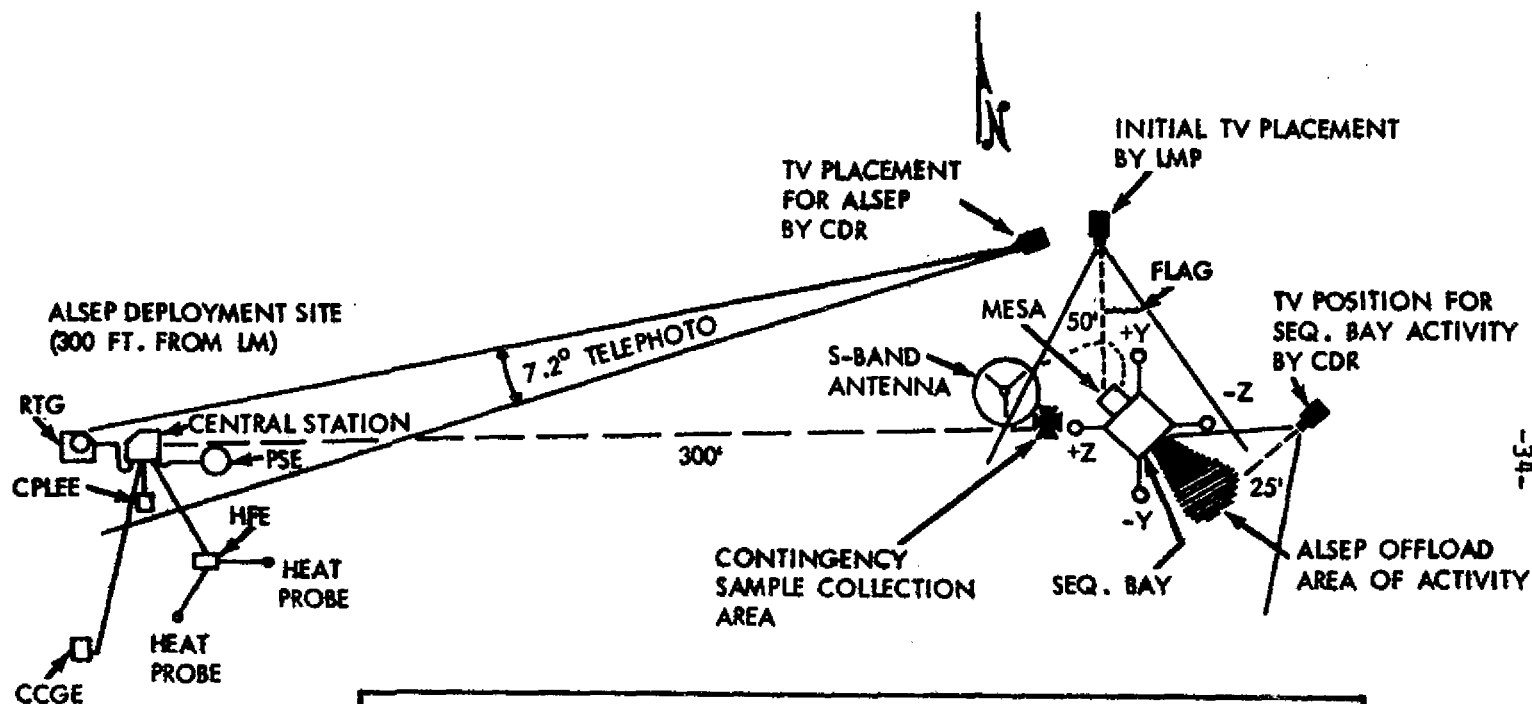 N
INITIAL TV PLACEMENT
BY LMP
TV PLACEMENT
FOR ALSEP
BY CDR
FLAG
TV POSITION FOR
SEQ. BAY ACTIVITY
BY CDR
MESA
50'
+Y
ALSEP DEPLOYMENT SITE
(300 FT. FROM LM)
7.2° TELEPHOTO
S-BAND
ANTENNA
-Z
RTG
CENTRAL STATION
PSE
300'
+Z
-34-
CPLEE
25'
HFE
-Y
HEAT
PROBE
CONTINGENCY
SAMPLE COLLECTION
AREA
SEQ. BAY
ALSEP OFFLOAD
AREA OF ACTIVITY
HEAT
PROBE
CCGE